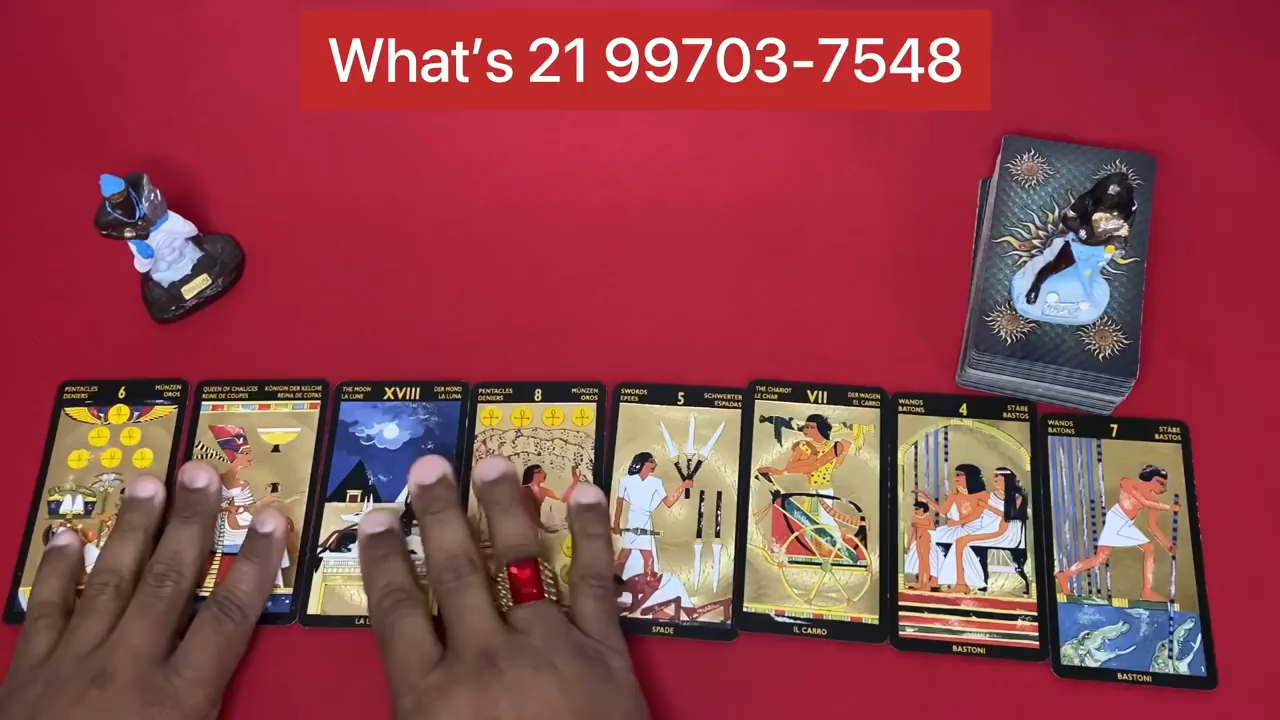 What's 21 99703-7548
PENTACLES
DENIERS
6
MÜNZEN
OROS
QUEEN OF CHALICES
REINE DE COUPES
KÖNIGIN DER KELCHE
REINA DE COPAS
THE MOON
LA LUNE
XVIII
DER MOND
LA LUNA
PENTACLES
DENIERS
8
MÜNZEN
OROS
SWORDS
EPEES
5
SCHWERTER
ESPADAS
THE CHARIOT
LE CHAR
VII
DER WAGEN
EL CARRO
WANDS
BATONS
4
STÄBE
BASTOS
WANDS
BATONS
7
STÄBE
BASTOS
SPADE
IL CARRO
BASTONI
BASTONI